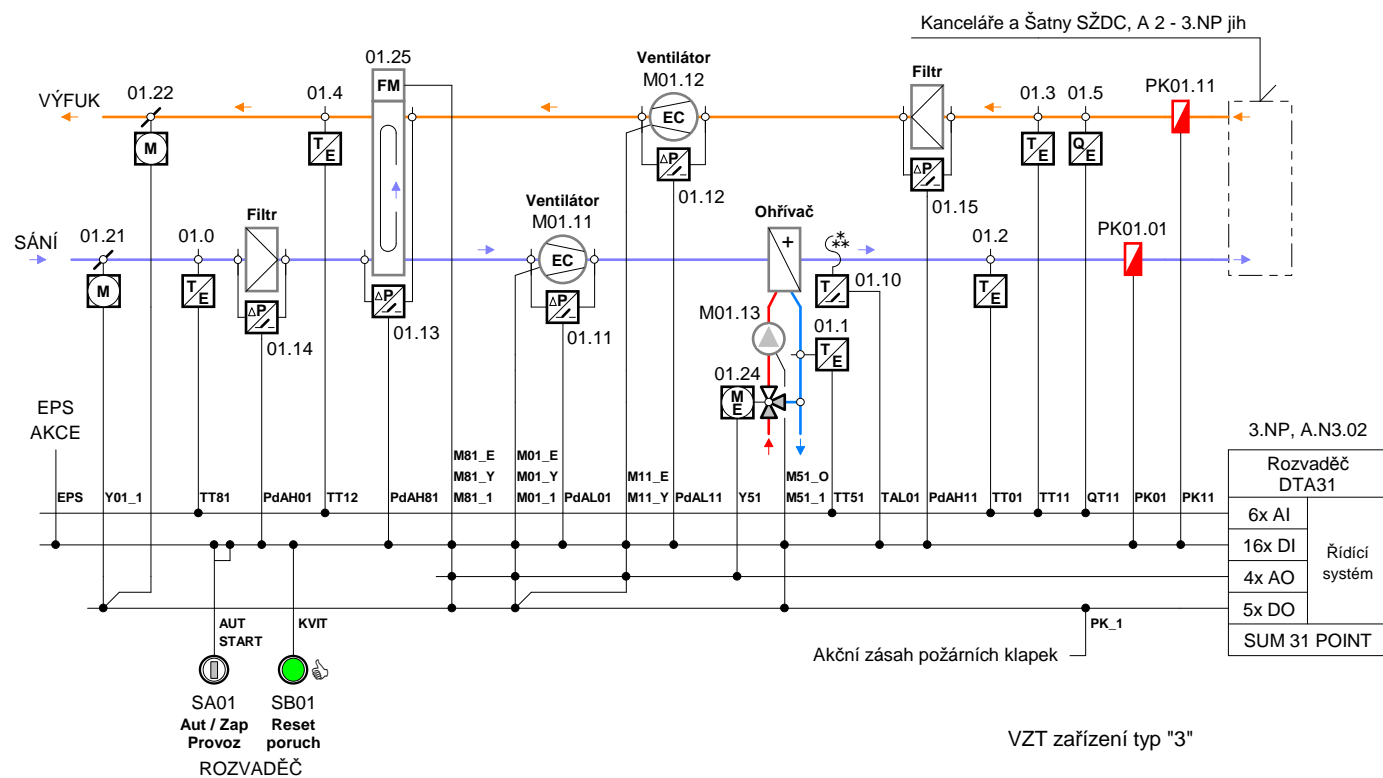 Kanceláře a Šatny SŽDC, A 2 - 3.NP jih
01.25
Ventilátor
M01.12
Filtr
VÝFUK
01.22
01.4
FM
01.3
01.5
PK01.11
EC
M
T
E
ΔP
T
E
Q
E
01.12
01.15
SÁNÍ
01.21
01.0
Filtr
Ventilátor
M01.11
Ohřívač
01.2
PK01.01
EC
+
***
M
T
E
ΔP
ΔP
ΔP
T
01.10
T
E
01.14
01.13
01.11
M01.13
01.1
T
E
01.24
M
E
EPS
AKCE
3.NP, A.N3.02
Rozvaděč
DTA31
EPS
Y01_1
TT81
PdAH01
TT12
PdAH81
M81_E
M81_Y
M81_1
M01_E
M01_Y
M01_1
PdAL01
M11_E
M11_Y
PdAL11
Y51
M51_O
M51_1
TT51
TAL01
PdAH11
TT01
TT11
QT11
PK01
PK11
6x AI
16x DI
4x AO
5x DO
Řídící
systém
SUM 31 POINT
AUT
START
KVIT
PK_1
Akční zásah požárních klapek
SA01
Aut / Zap
Provoz
SB01
Reset
poruch
ROZVADĚČ
VZT zařízení typ "3"